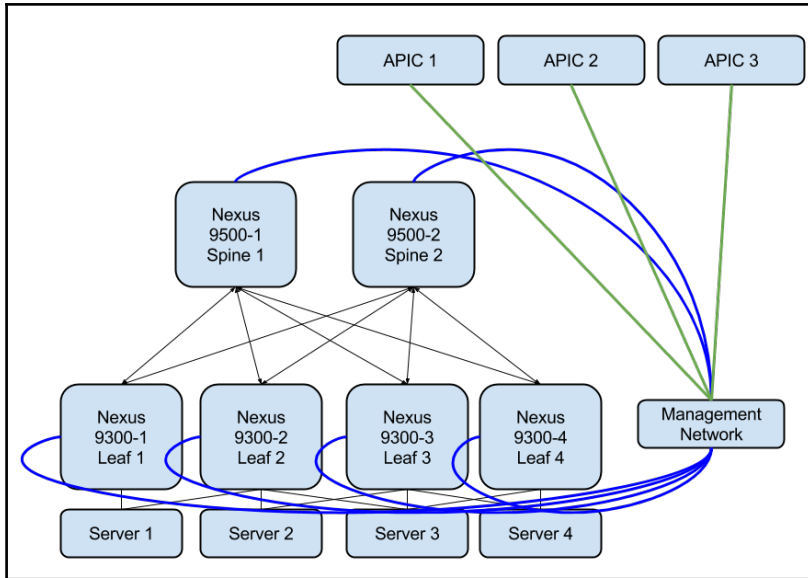 APIC 1
APIC 2
APIC 3
Nexus
9500-1
Spine 1
Nexus
9500-2
Spine 2
Nexus
9300-1
Leaf 1
Nexus
9300-2
Leaf 2
Nexus
9300-3
Leaf 3
Nexus
9300-4
Leaf 4
Management
Network
Server 1
Server 2
Server 3
Server 4